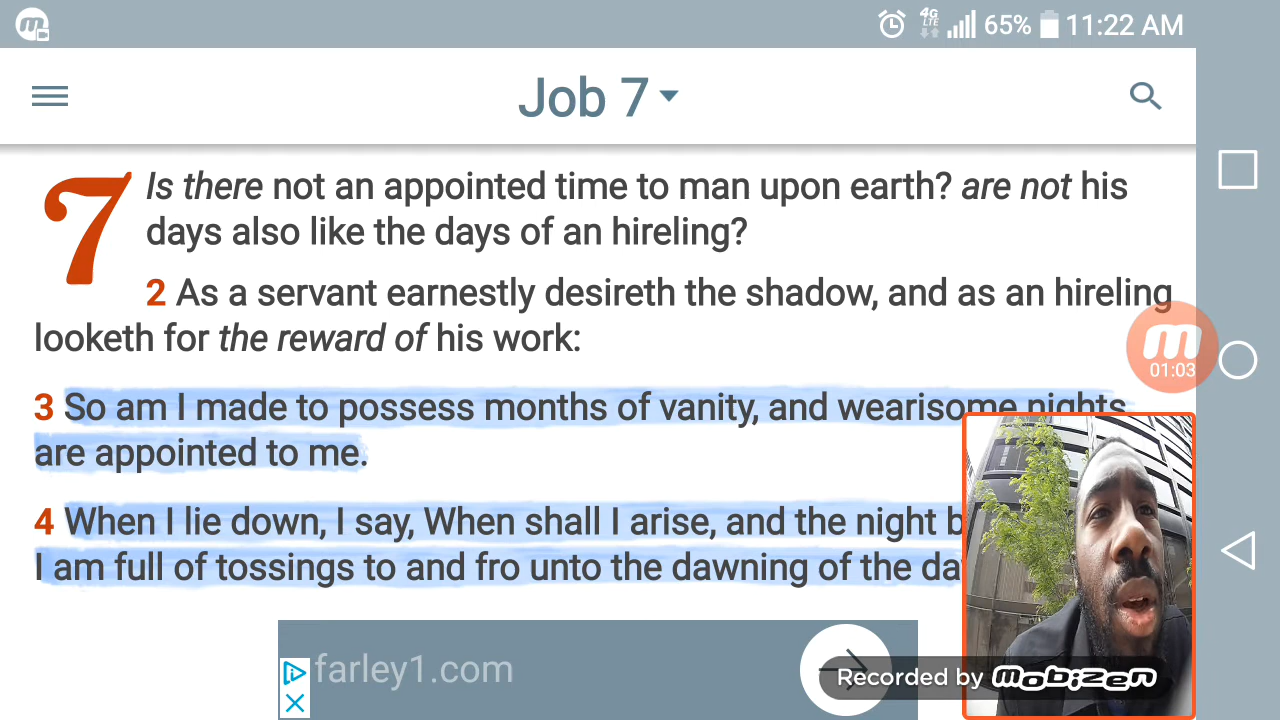 4G
LTE
65%
11:22 AM
Job 7
7 Is there not an appointed time to man upon earth? are not his
days also like the days of an hireling?
2 As a servant earnestly desireth the shadow, and as an hireling
looketh for the reward of his work:
3 So am I made to possess months of vanity, and wearisome nights
are appointed to me.
4 When I lie down, I say, When shall I arise, and the night b
I am full of tossings to and fro unto the dawning of the da
01:03
farley1.com
Recorded by mobizen